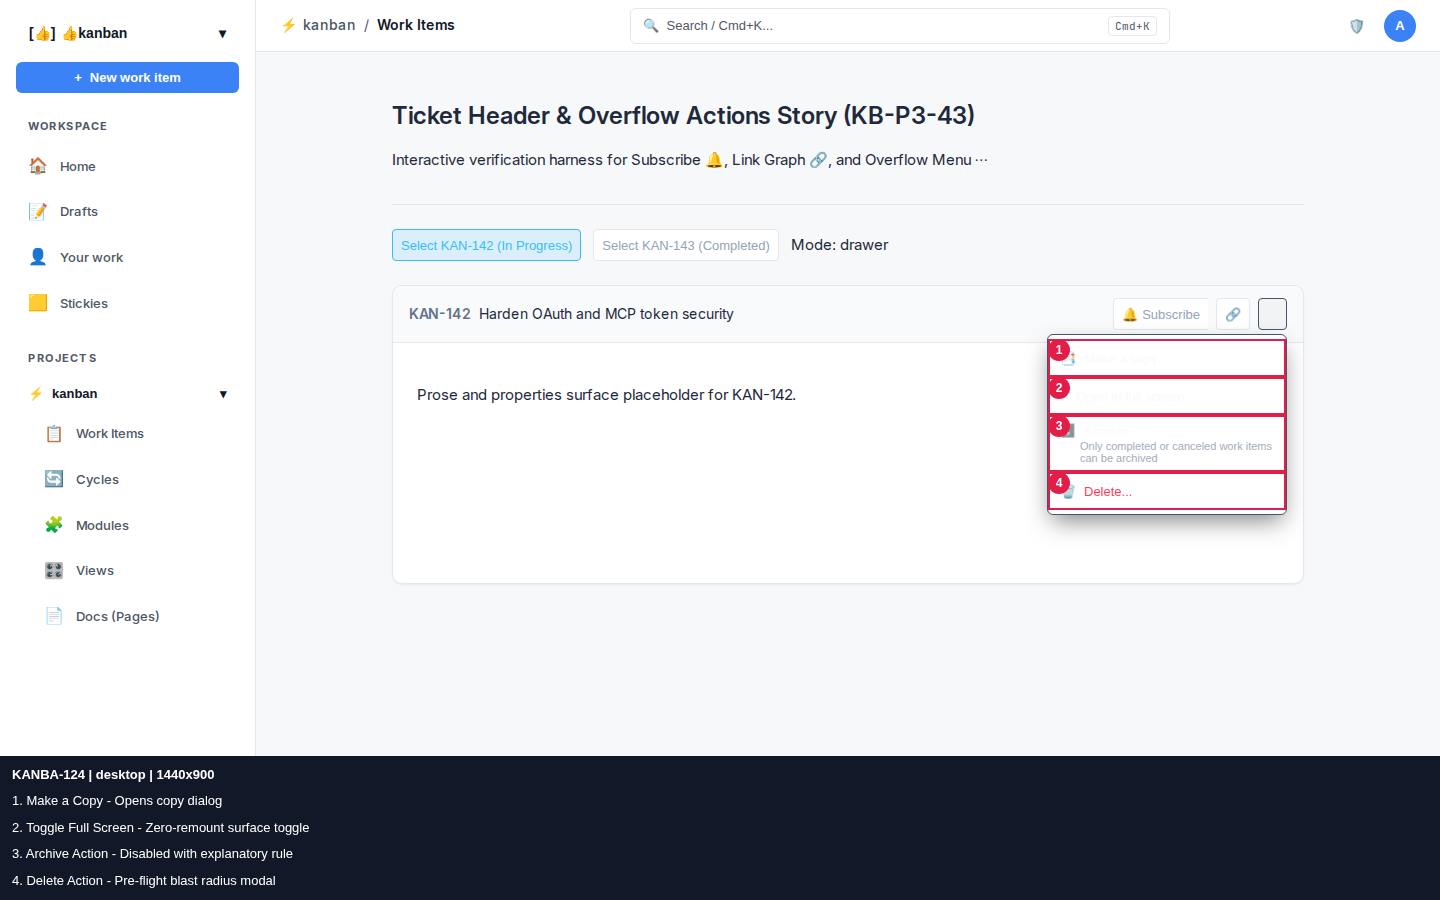 [👍] 👍kanban ▾
+ New work item
WORKSPACE
🏠 Home
📝 Drafts
👤 Your work
🟨 Stickies
PROJECTS
⚡ kanban ▾
📋 Work Items
🔄 Cycles
🧩 Modules
🎛️ Views
📄 Docs (Pages)
⚡ kanban / Work Items
🔍 Search / Cmd+K...
Cmd+K
A
Ticket Header & Overflow Actions Story (KB-P3-43)
Interactive verification harness for Subscribe 🔔, Link Graph 🔗, and Overflow Menu ···
Select KAN-142 (In Progress)
Select KAN-143 (Completed)
Mode: drawer
KAN-142 Harden OAuth and MCP token security
🔔 Subscribe
🔗
Prose and properties surface placeholder for KAN-142.
1
Make a copy
2
Open in full screen
3
Only completed or canceled work items
can be archived
4
Delete...
KANBA-124 | desktop | 1440x900
1. Make a Copy - Opens copy dialog
2. Toggle Full Screen - Zero-remount surface toggle
3. Archive Action - Disabled with explanatory rule
4. Delete Action - Pre-flight blast radius modal